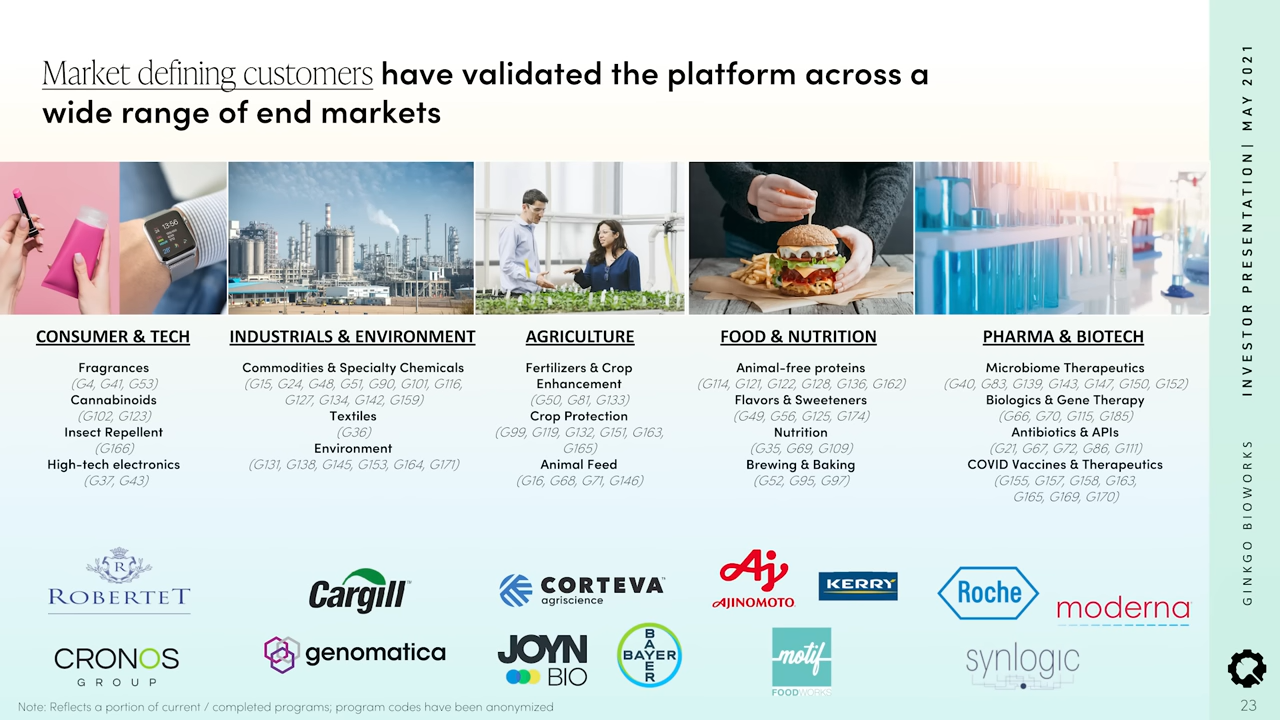 Market defining customers have validated the platform across a
wide range of end markets
13:56
CONSUMER & TECH
Fragrances
(G4, G41, G53)
Cannabinoids
(G102, G123)
Insect Repellent
(G166)
High-tech electronics
(G37, G43)
INDUSTRIALS & ENVIRONMENT
Commodities & Specialty Chemicals
(G15, G24, G48, G51, G90, G101, G116,
G127, G134, G142, G159)
Textiles
(G36)
Environment
(G131, G138, G145, G153, G164, G171)
AGRICULTURE
Fertilizers & Crop
Enhancement
(G50, G81, G133)
Crop Protection
(G99, G119, G132, G151, G163,
G165)
Animal Feed
(G16, G68, G71, G146)
FOOD & NUTRITION
Animal-free proteins
(G114, G121, G122, G128, G136, G162)
Flavors & Sweeteners
(G49, G56, G125, G174)
Nutrition
(G35, G69, G109)
Brewing & Baking
(G52, G95, G97)
PHARMA & BIOTECH
Microbiome Therapeutics
(G40, G83, G139, G143, G147, G150, G152)
Biologics & Gene Therapy
(G66, G70, G115, G185)
Antibiotics & APIs
(G21, G67, G72, G86, G111)
COVID Vaccines & Therapeutics
(G155, G157, G158, G163,
G165, G169, G170)
R
ROBERTET
CRONOS
GROUP
Cargill™
genomatica
CORTEVA™
agriscience
JOYN
BIO
BAYER
BAYER
Aj
AJINOMOTO.
KERRY
motif
FOODWORKS
Roche
moderna
synlogic
Note: Reflects a portion of current / completed programs; program codes have been anonymized
GINKGO BIOWORKS
INVESTOR PRESENTATION| MAY 2021
23